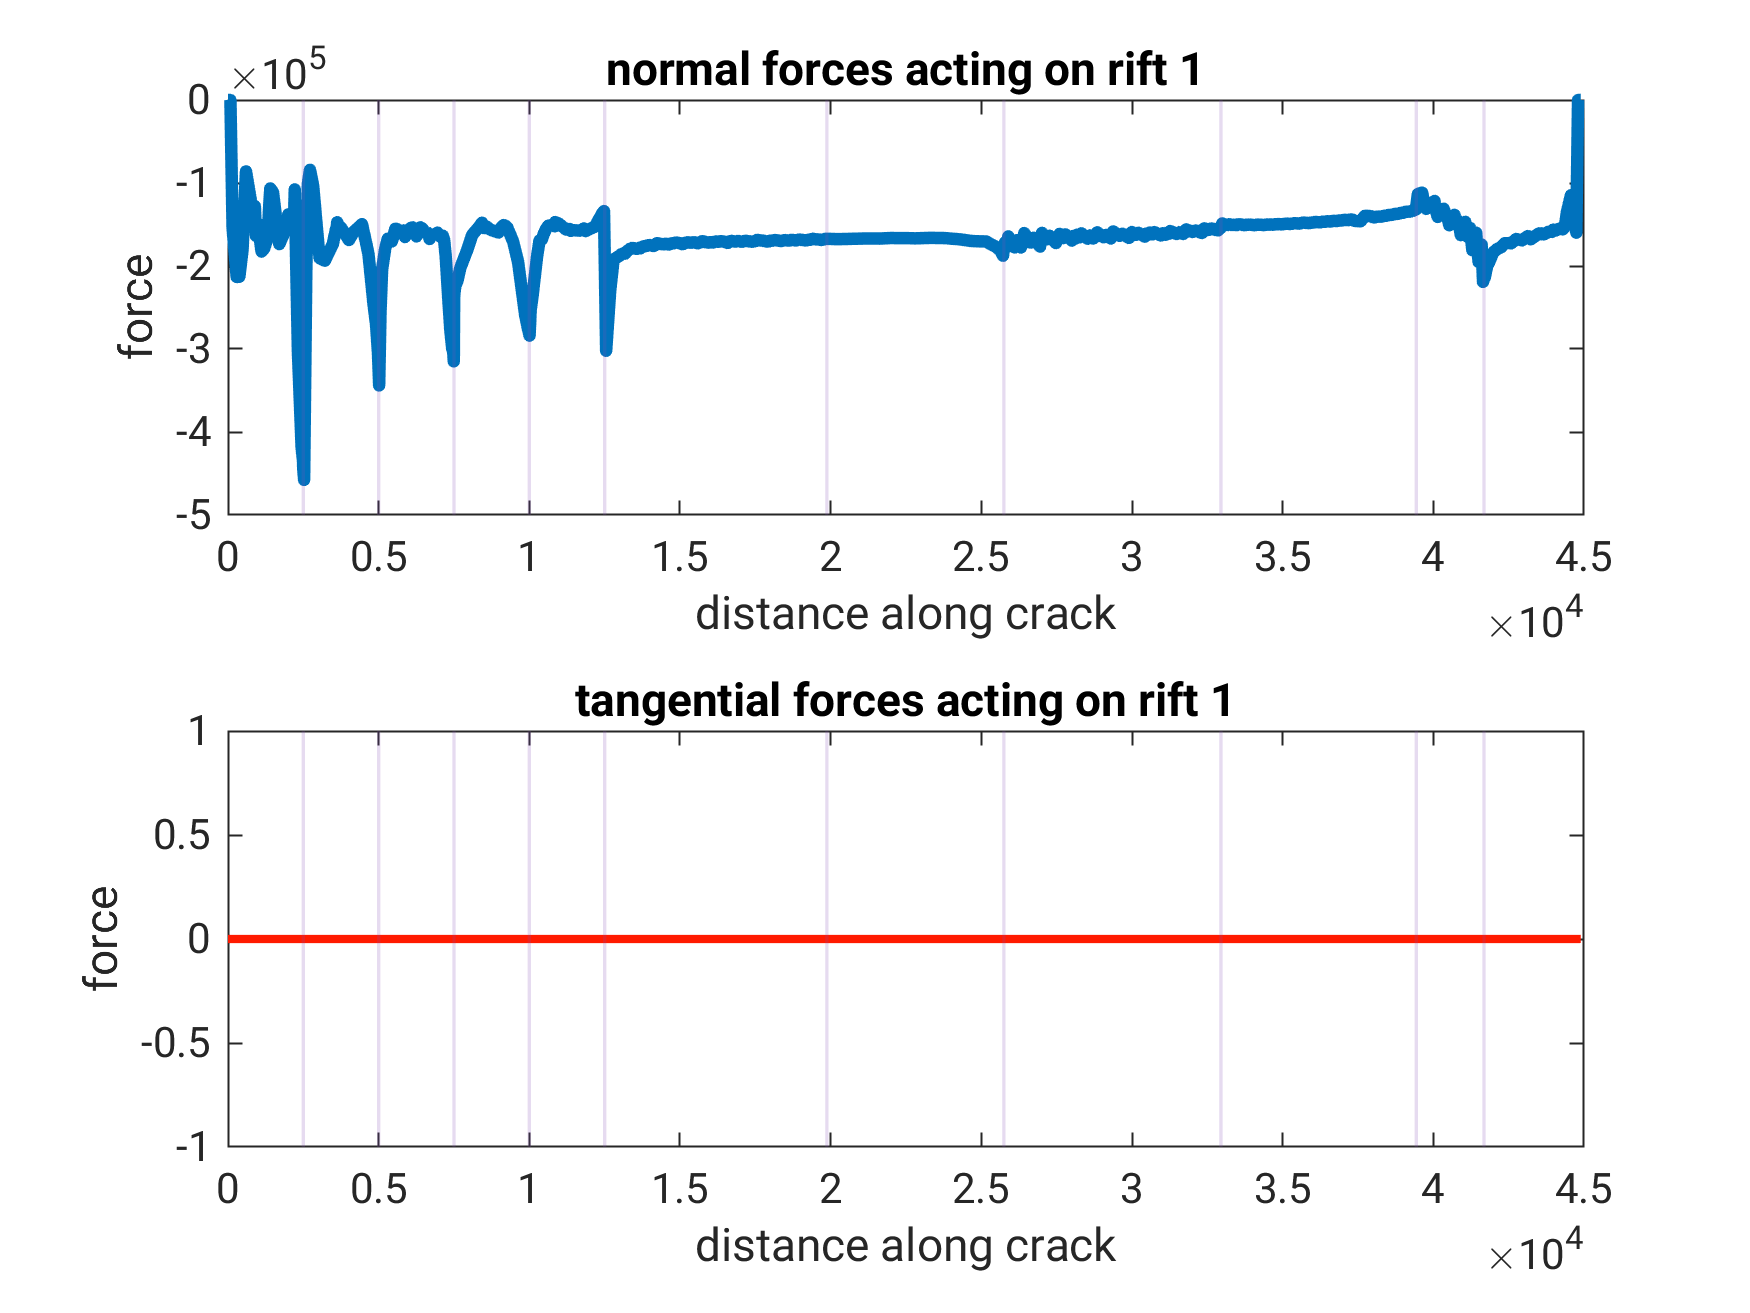 ×10^5
normal forces acting on rift 1
0
-1
-2
-3
-4
-5
force
0 0.5 1 1.5 2 2.5 3 3.5 4 4.5
distance along crack
×10^4
tangential forces acting on rift 1
1
0.5
0
-0.5
-1
force
0 0.5 1 1.5 2 2.5 3 3.5 4 4.5
distance along crack
×10^4